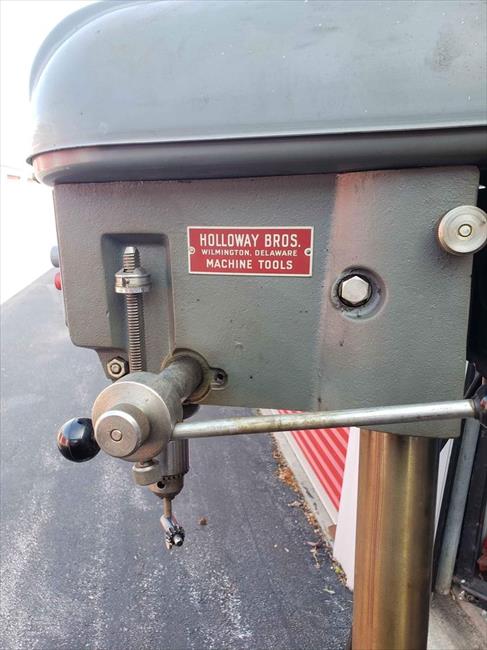 HOLLOWAY BROS.
WILMINGTON, DELAWARE
MACHINE TOOLS